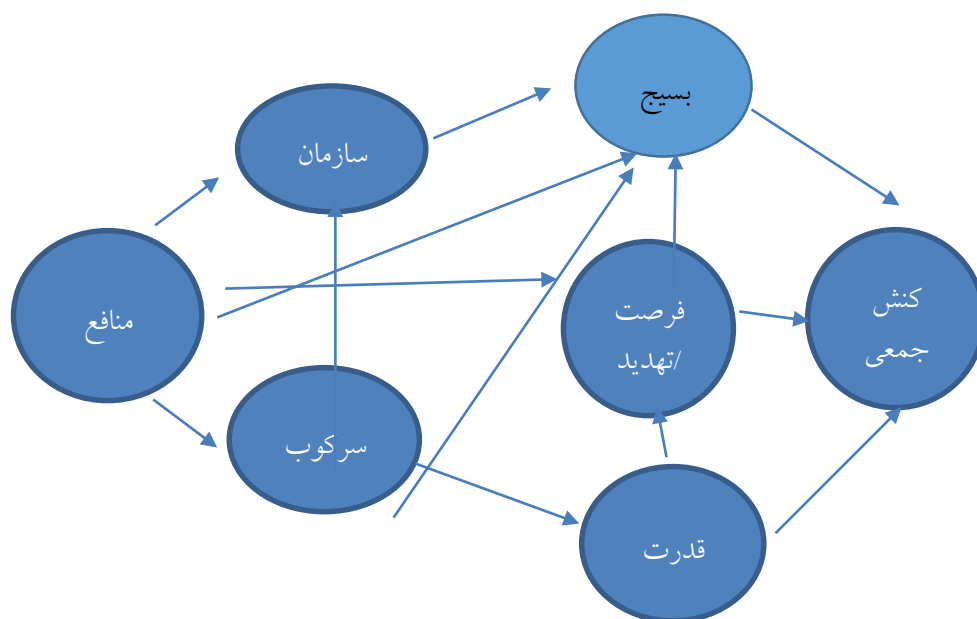 بسیج
سازمان
منافع
فرصت
/تهدید
کنش
جمعی
سرکوب
قدرت